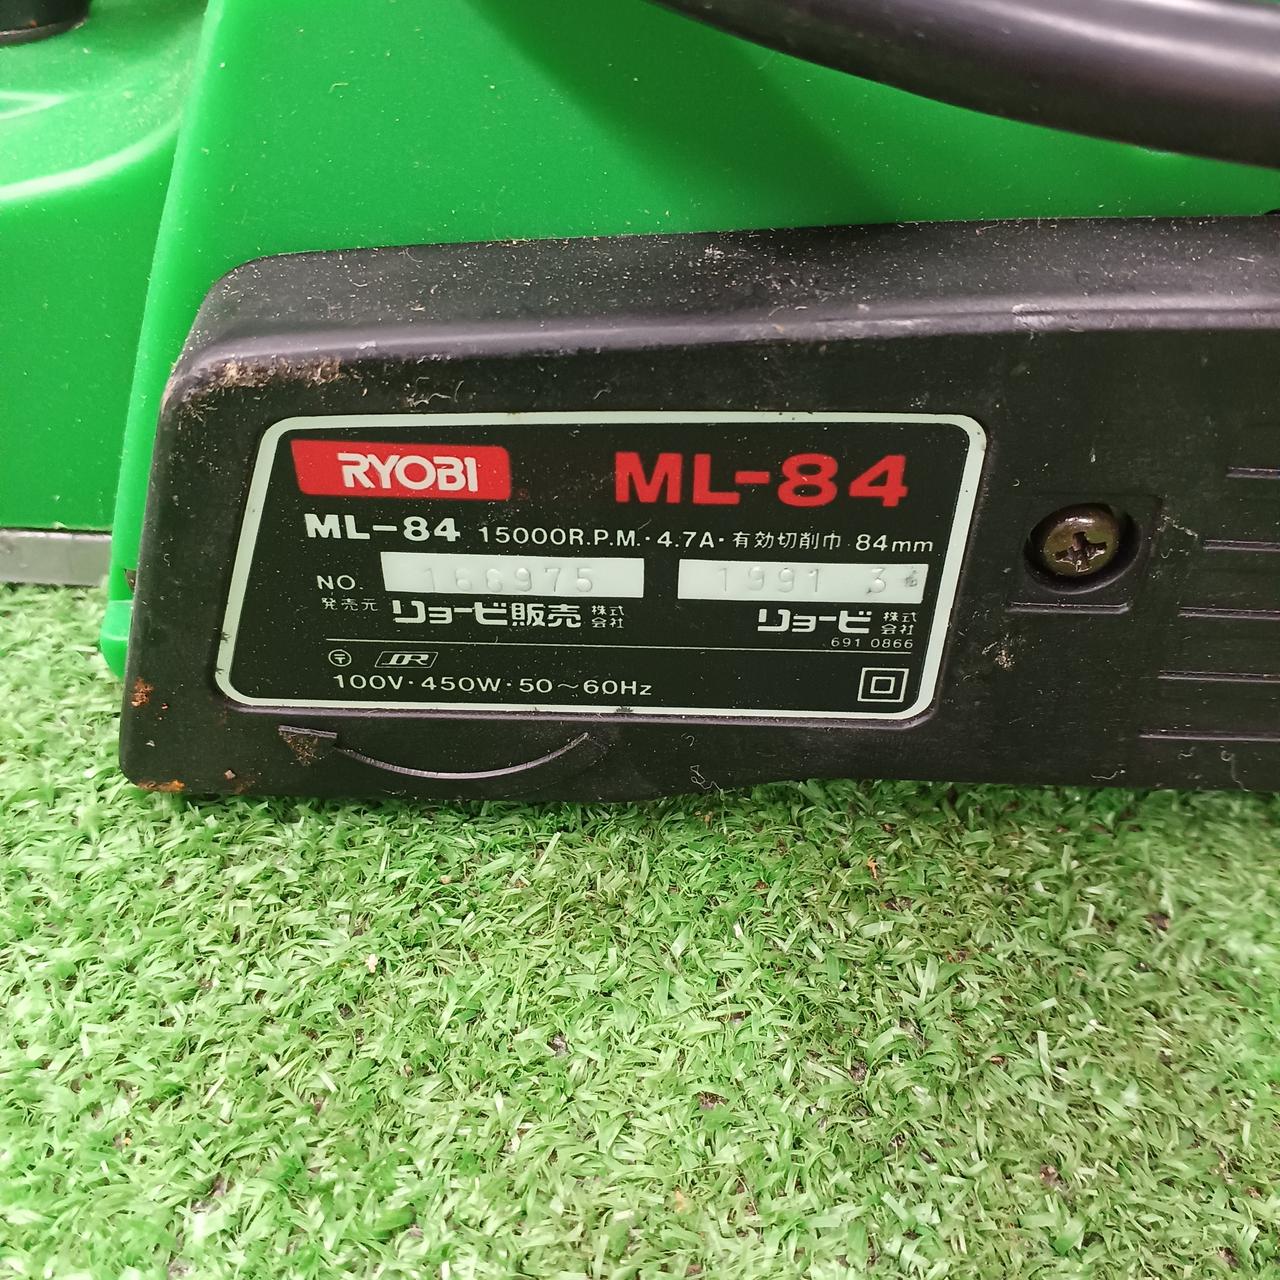 RYOBI ML-84
ML-84 15000R.P.M.・4.7A・有効切削巾 84mm
NO. 166975 1991 3
発売元 リョービ販売 株式会社 リョービ 株式会社
691 0866
〒
100V・450W・50～60Hz